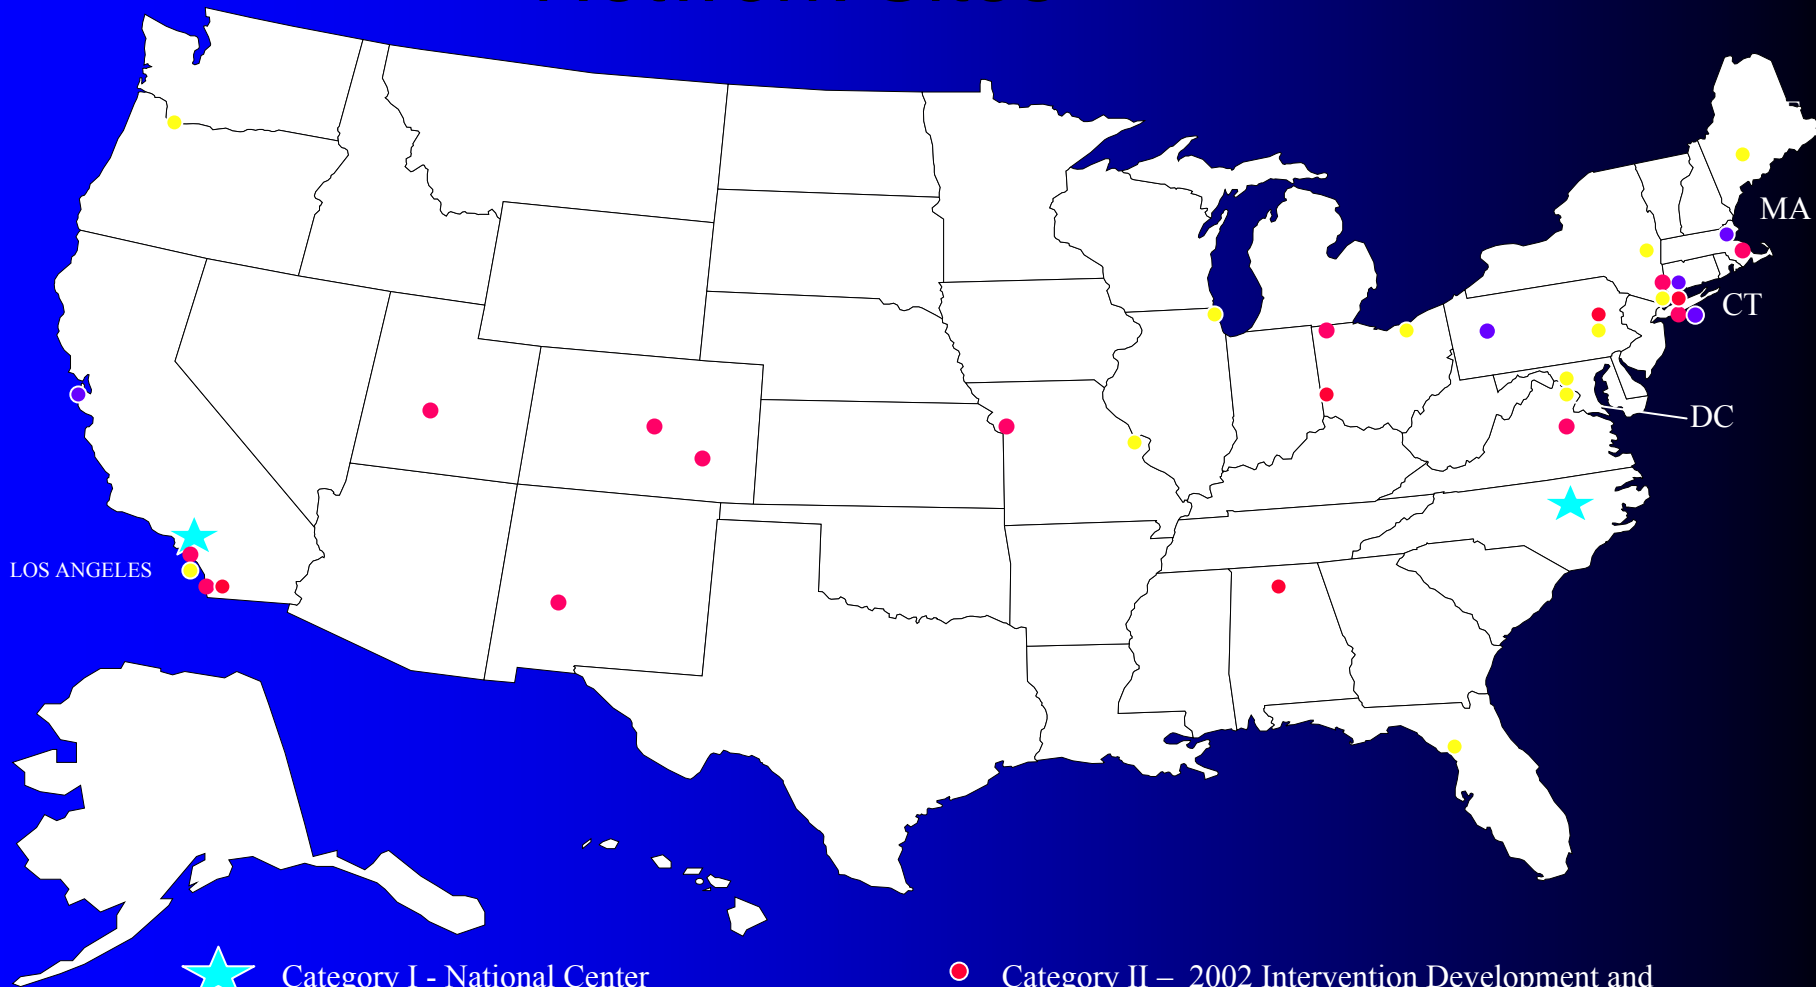 MA
CT
DC
LOS ANGELES
Category I - National Center
Category II – 2002 Intervention Development and